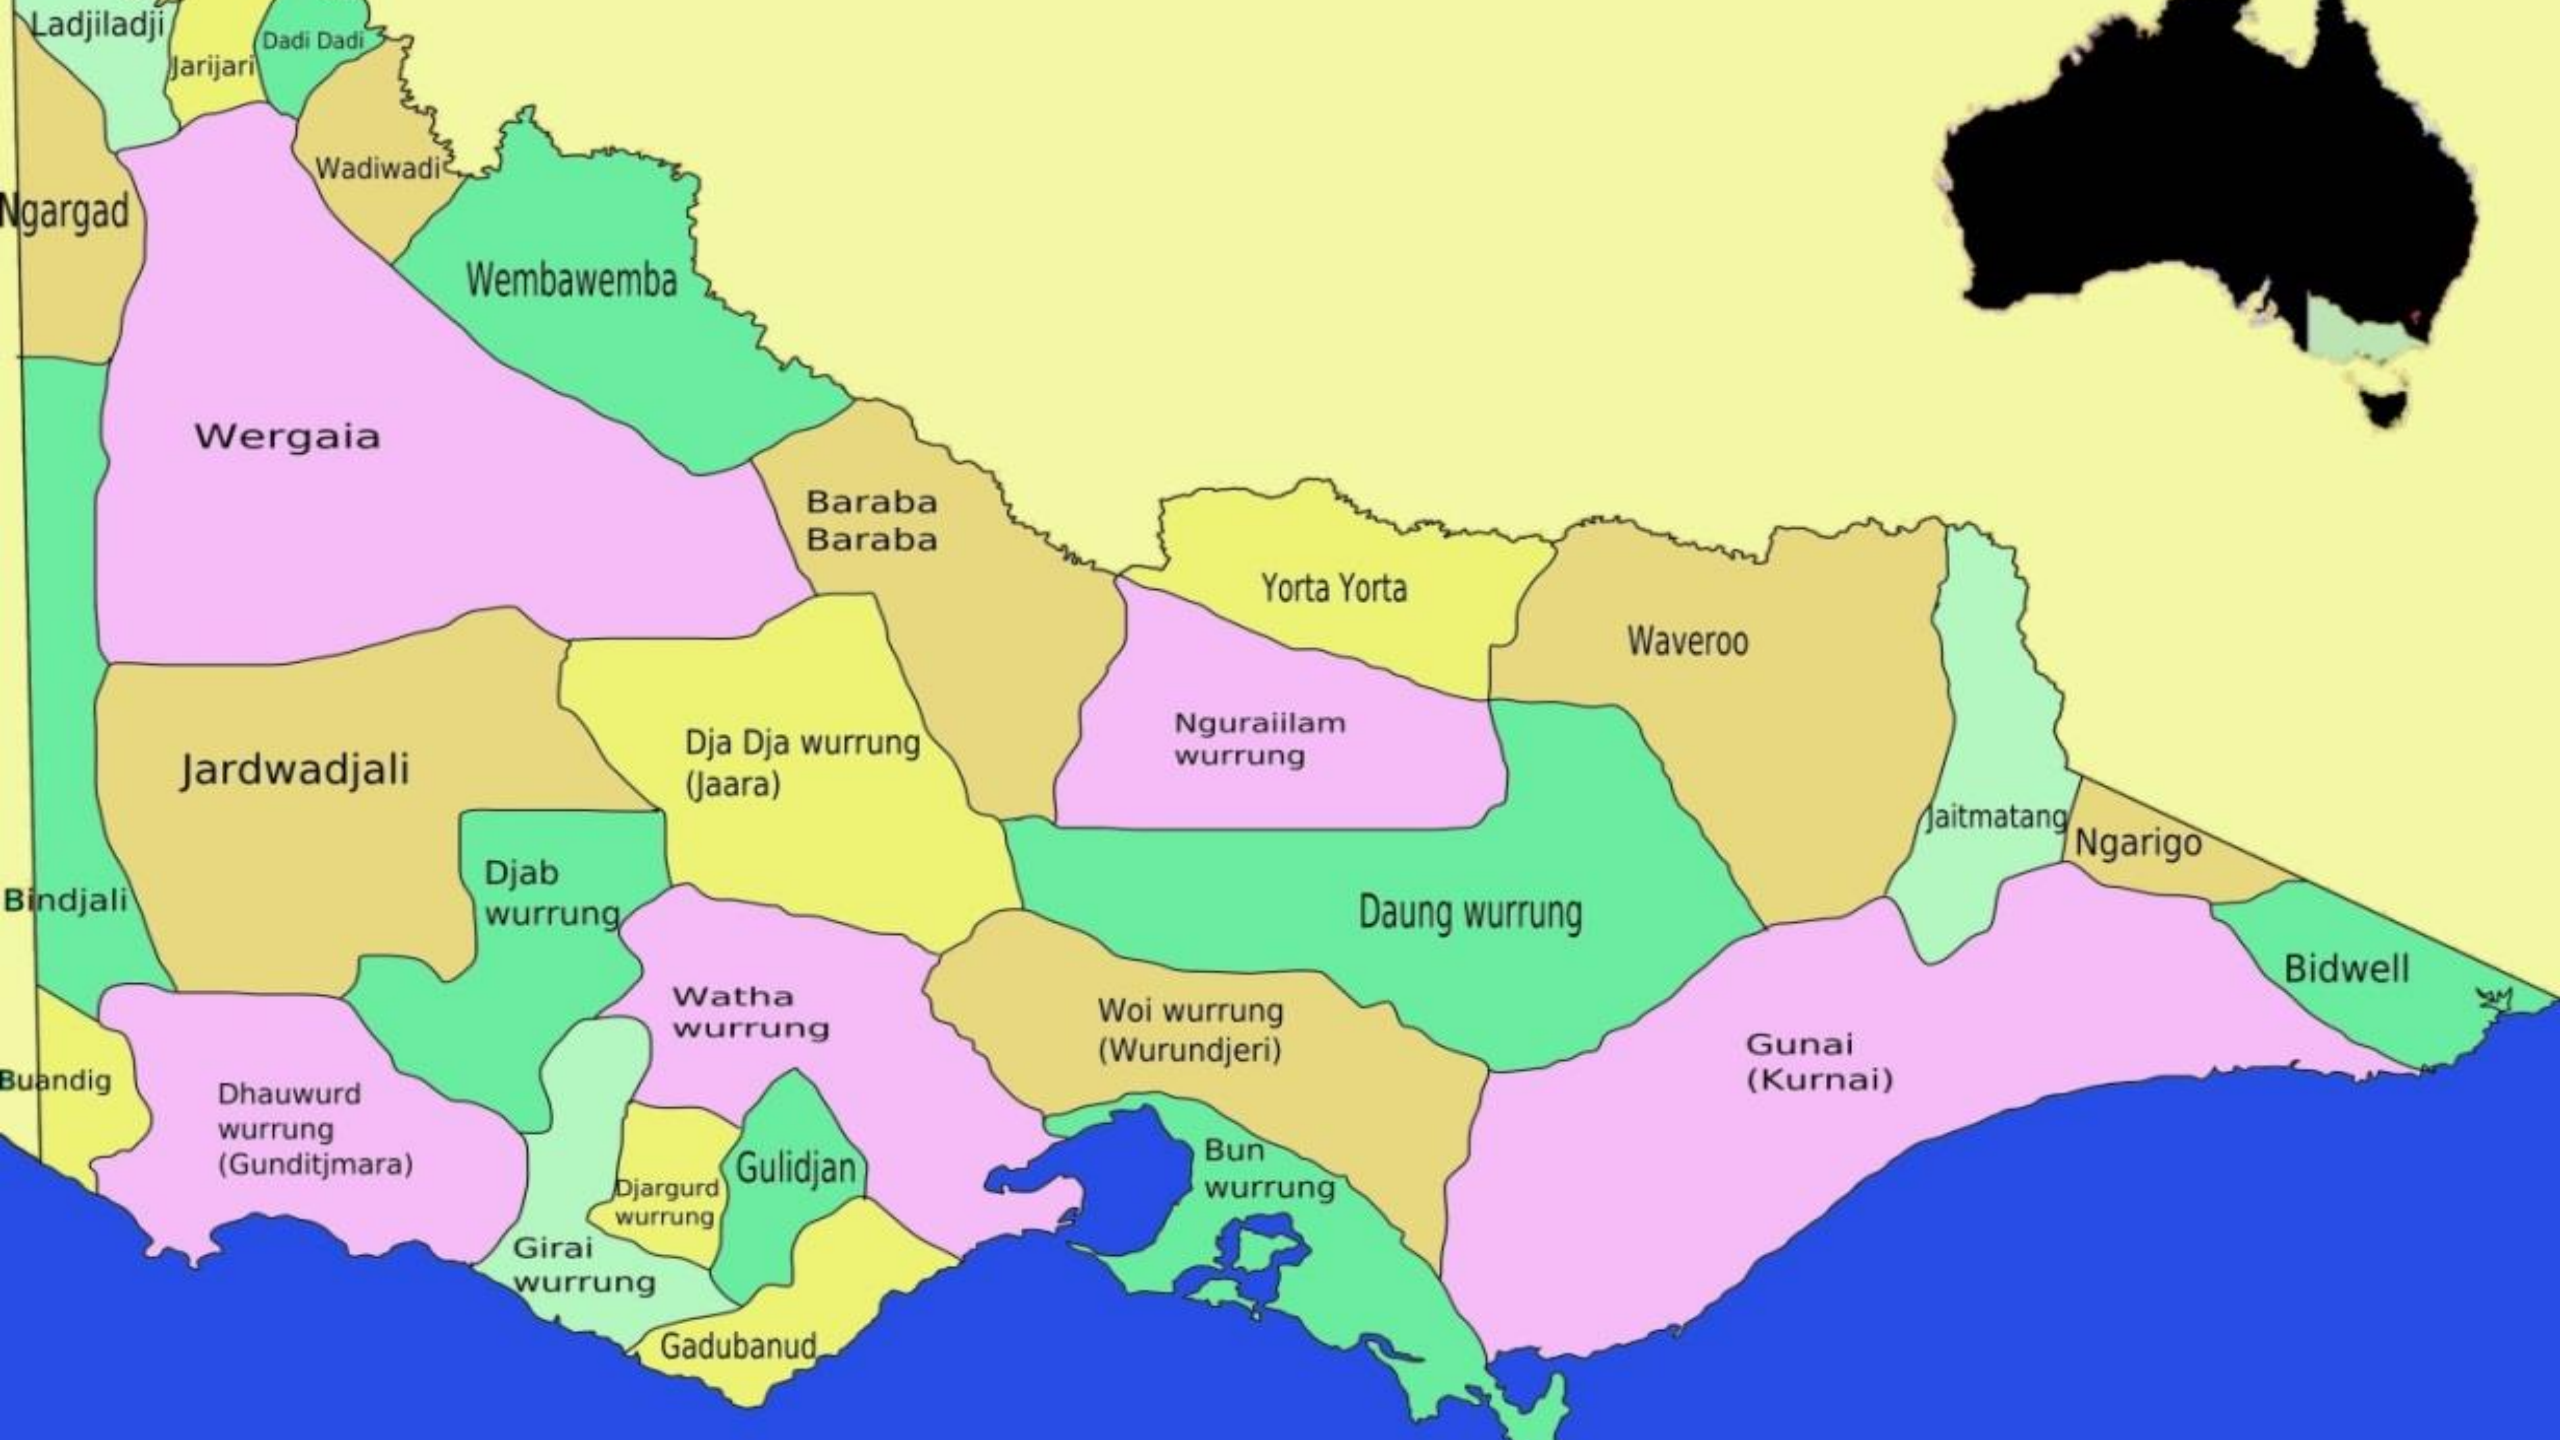 Ladjiladji
Jarijari
Dadi Dadi
Wadiwadi
Ngargad
Wembawemba
Wergaia
Baraba
Baraba
Yorta Yorta
Waveroo
Nguraiilam
wurrung
Dja Dja wurrung
(Jaara)
Jardwadjali
Jaitmatang
Ngarigo
Djab
wurrung
Bindjali
Daung wurrung
Bidwell
Watha
wurrung
Woi wurrung
(Wurundjeri)
Gunai
(Kurnai)
Buandig
Dhauwurd
wurrung
(Gunditjmara)
Bun
wurrung
Gulidjan
Djargurd
wurrung
Girai
wurrung
Gadubanud